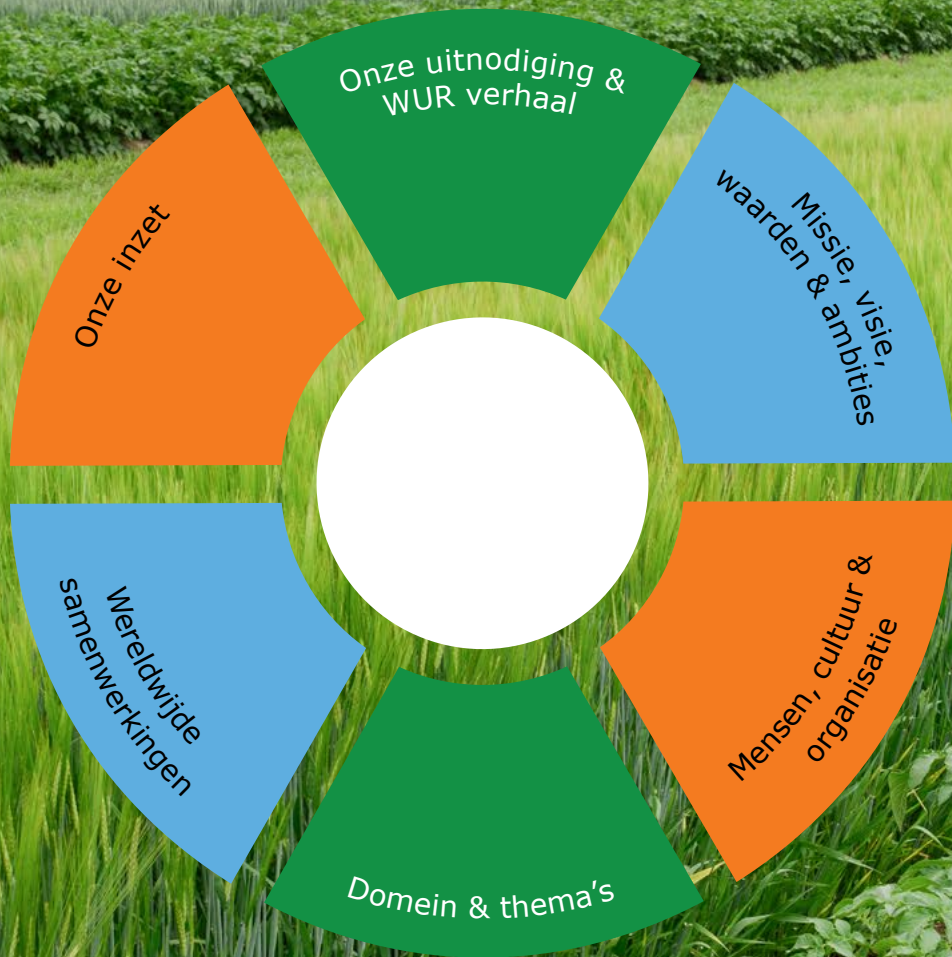 Onze uitnodiging &
WUR verhaal
Missie, visie,
waarden & ambities
Mensen, cultuur &
organisatie
Domein & thema’s
Wereldwijde
samenwerkingen
Onze inzet